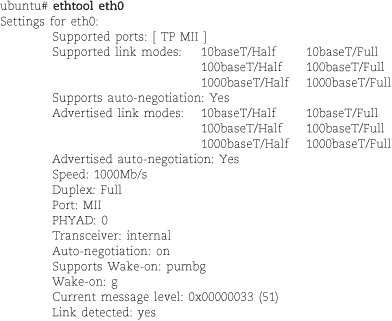 ubuntu# ethtool eth0
Settings for eth0:
Supported ports: [ TP MII ]
Supported link modes: 10baseT/Half 10baseT/Full
100baseT/Half 100baseT/Full
1000baseT/Half 1000baseT/Full
Supports auto-negotiation: Yes
Advertised link modes: 10baseT/Half 10baseT/Full
100baseT/Half 100baseT/Full
1000baseT/Half 1000baseT/Full
Advertised auto-negotiation: Yes
Speed: 1000Mb/s
Duplex: Full
Port: MII
PHYAD: 0
Transceiver: internal
Auto-negotiation: on
Supports Wake-on: pumbg
Wake-on: g
Current message level: 0x00000033 (51)
Link detected: yes